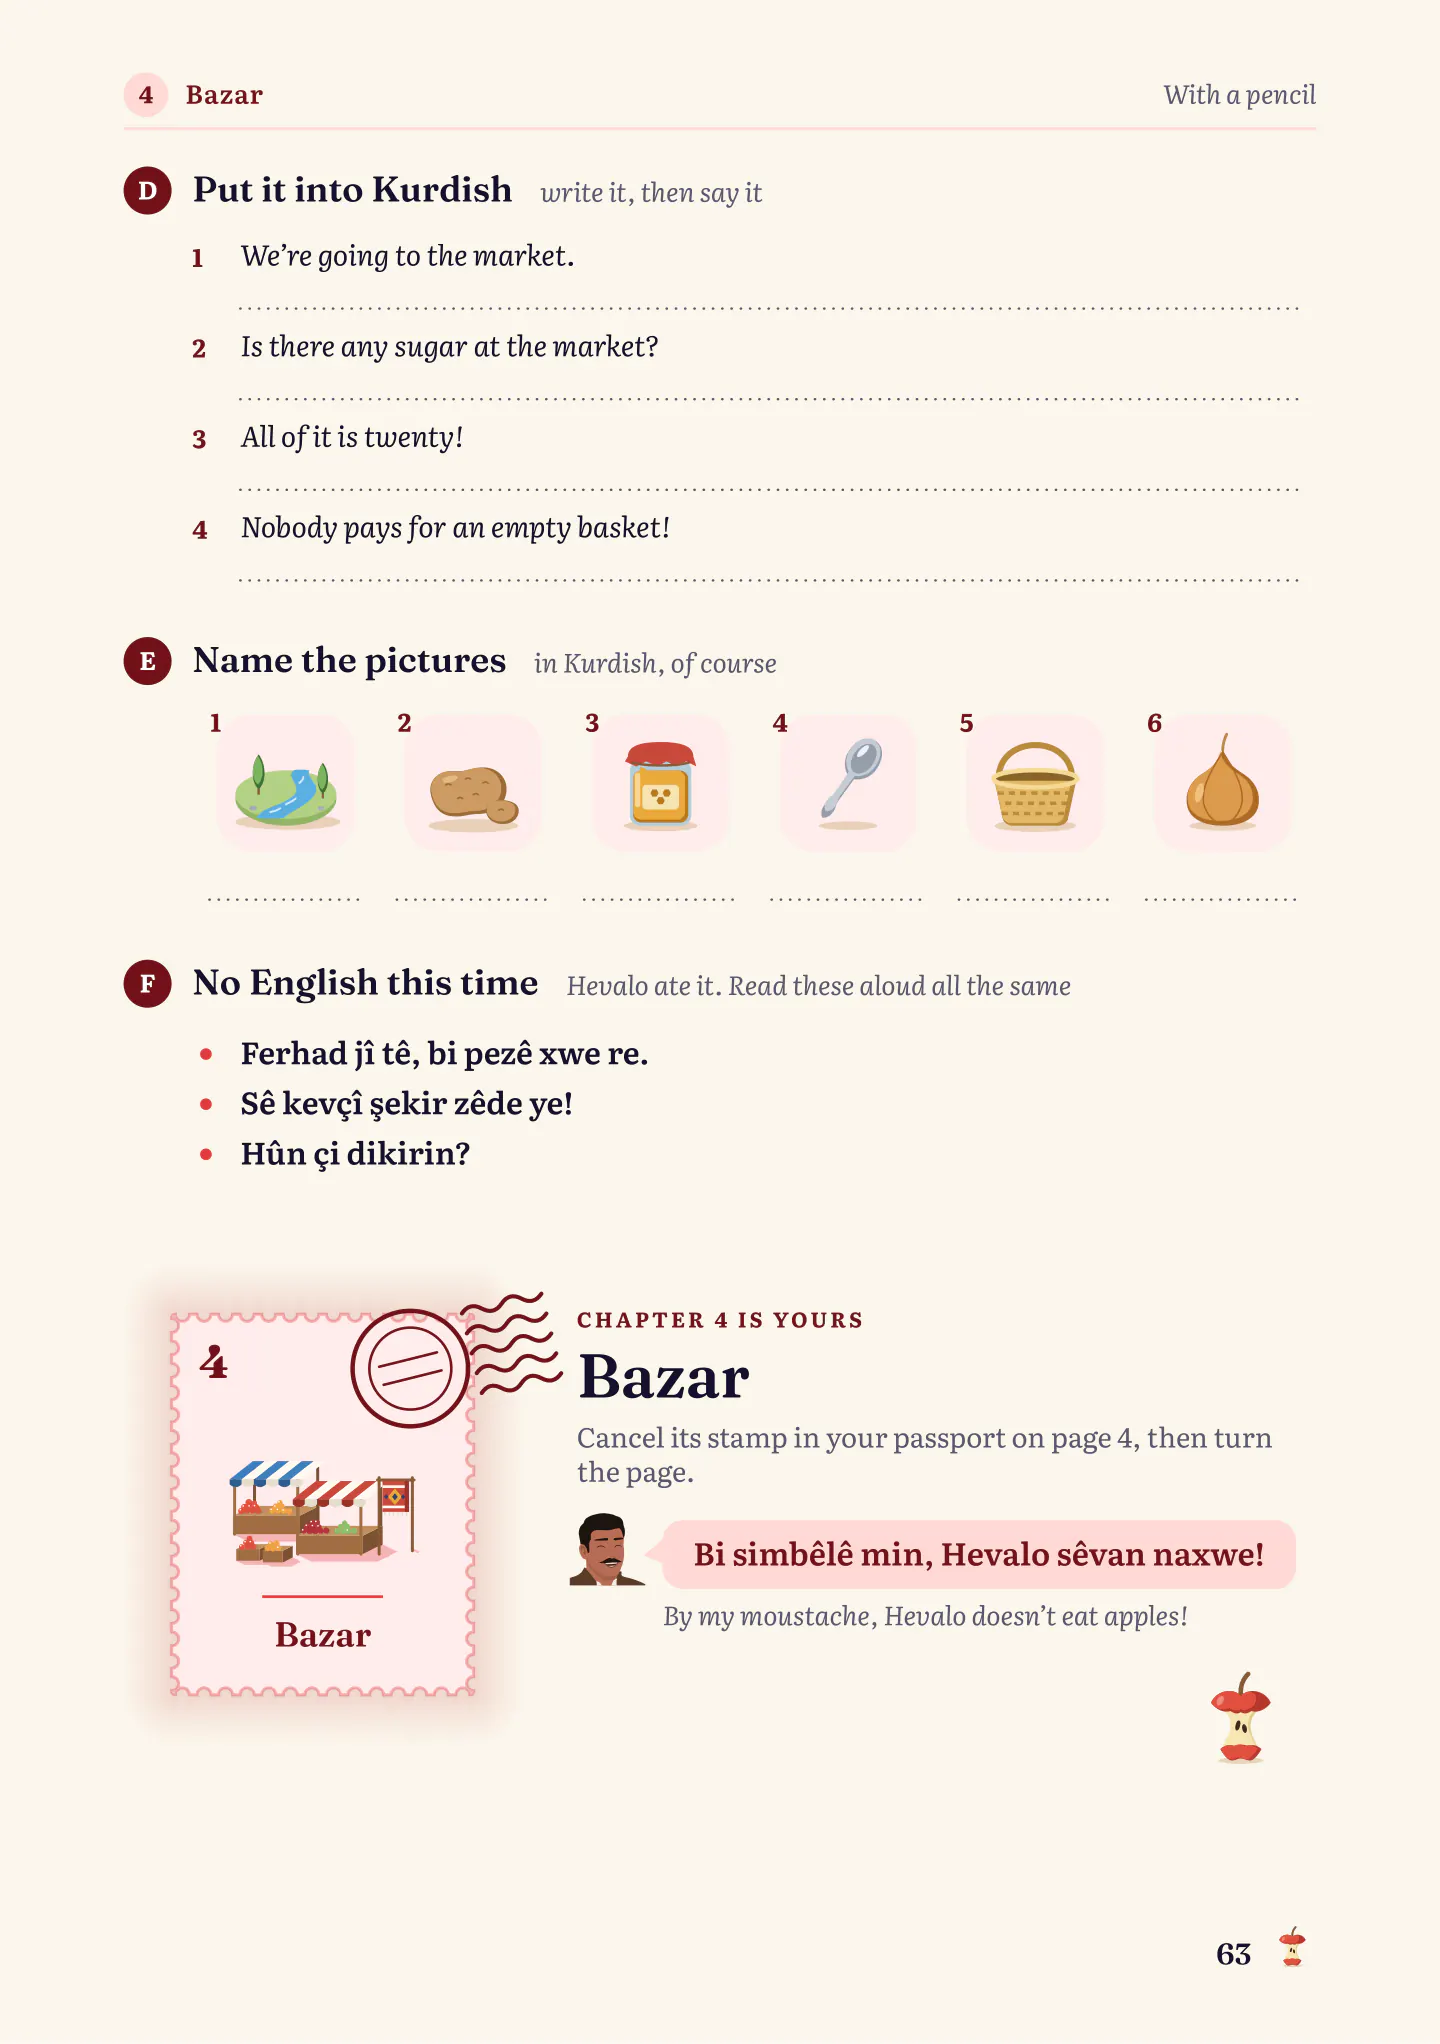 4 Bazar With a pencil
D Put it into Kurdish write it, then say it
1 We’re going to the market.
2 Is there any sugar at the market?
3 All of it is twenty!
4 Nobody pays for an empty basket!
E Name the pictures in Kurdish, of course
1 2 3 4 5 6
F No English this time Hevalo ate it. Read these aloud all the same
• Ferhad jî tê, bi pezê xwe re.
• Sê kevçî şekir zêde ye!
• Hûn çi dikirin?
4
Bazar
CHAPTER 4 IS YOURS
Bazar
Cancel its stamp in your passport on page 4, then turn
the page.
Bi simbêlê min, Hevalo sêvan naxwe!
By my moustache, Hevalo doesn’t eat apples!
63